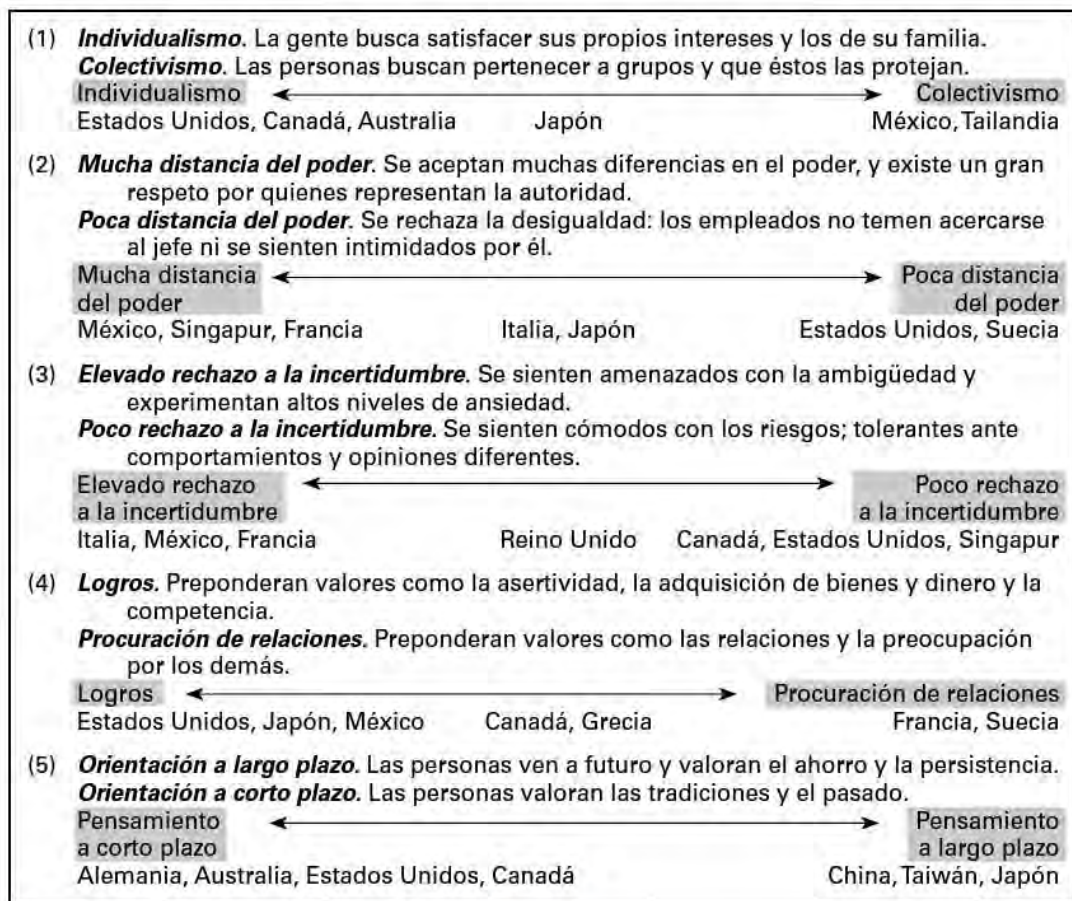 (1) Individualismo. La gente busca satisfacer sus propios intereses y los de su familia.
Colectivismo. Las personas buscan pertenecer a grupos y que éstos las protejan.
Individualismo Colectivismo
Estados Unidos, Canadá, Australia Japón México, Tailandia
(2) Mucha distancia del poder. Se aceptan muchas diferencias en el poder, y existe un gran
respeto por quienes representan la autoridad.
Poca distancia del poder. Se rechaza la desigualdad: los empleados no temen acercarse
al jefe ni se sienten intimidados por él.
Mucha distancia Poca distancia
del poder del poder
México, Singapur, Francia Italia, Japón Estados Unidos, Suecia
(3) Elevado rechazo a la incertidumbre. Se sienten amenazados con la ambigüedad y
experimentan altos niveles de ansiedad.
Poco rechazo a la incertidumbre. Se sienten cómodos con los riesgos; tolerantes ante
comportamientos y opiniones diferentes.
Elevado rechazo Poco rechazo
a la incertidumbre a la incertidumbre
Italia, México, Francia Reino Unido Canadá, Estados Unidos, Singapur
(4) Logros. Preponderan valores como la asertividad, la adquisición de bienes y dinero y la
competencia.
Procuración de relaciones. Preponderan valores como las relaciones y la preocupación
por los demás.
Logros Procuración de relaciones
Estados Unidos, Japón, México Canadá, Grecia Francia, Suecia
(5) Orientación a largo plazo. Las personas ven a futuro y valoran el ahorro y la persistencia.
Orientación a corto plazo. Las personas valoran las tradiciones y el pasado.
Pensamiento Pensamiento
a corto plazo a largo plazo
Alemania, Australia, Estados Unidos, Canadá China, Taiwán, Japón